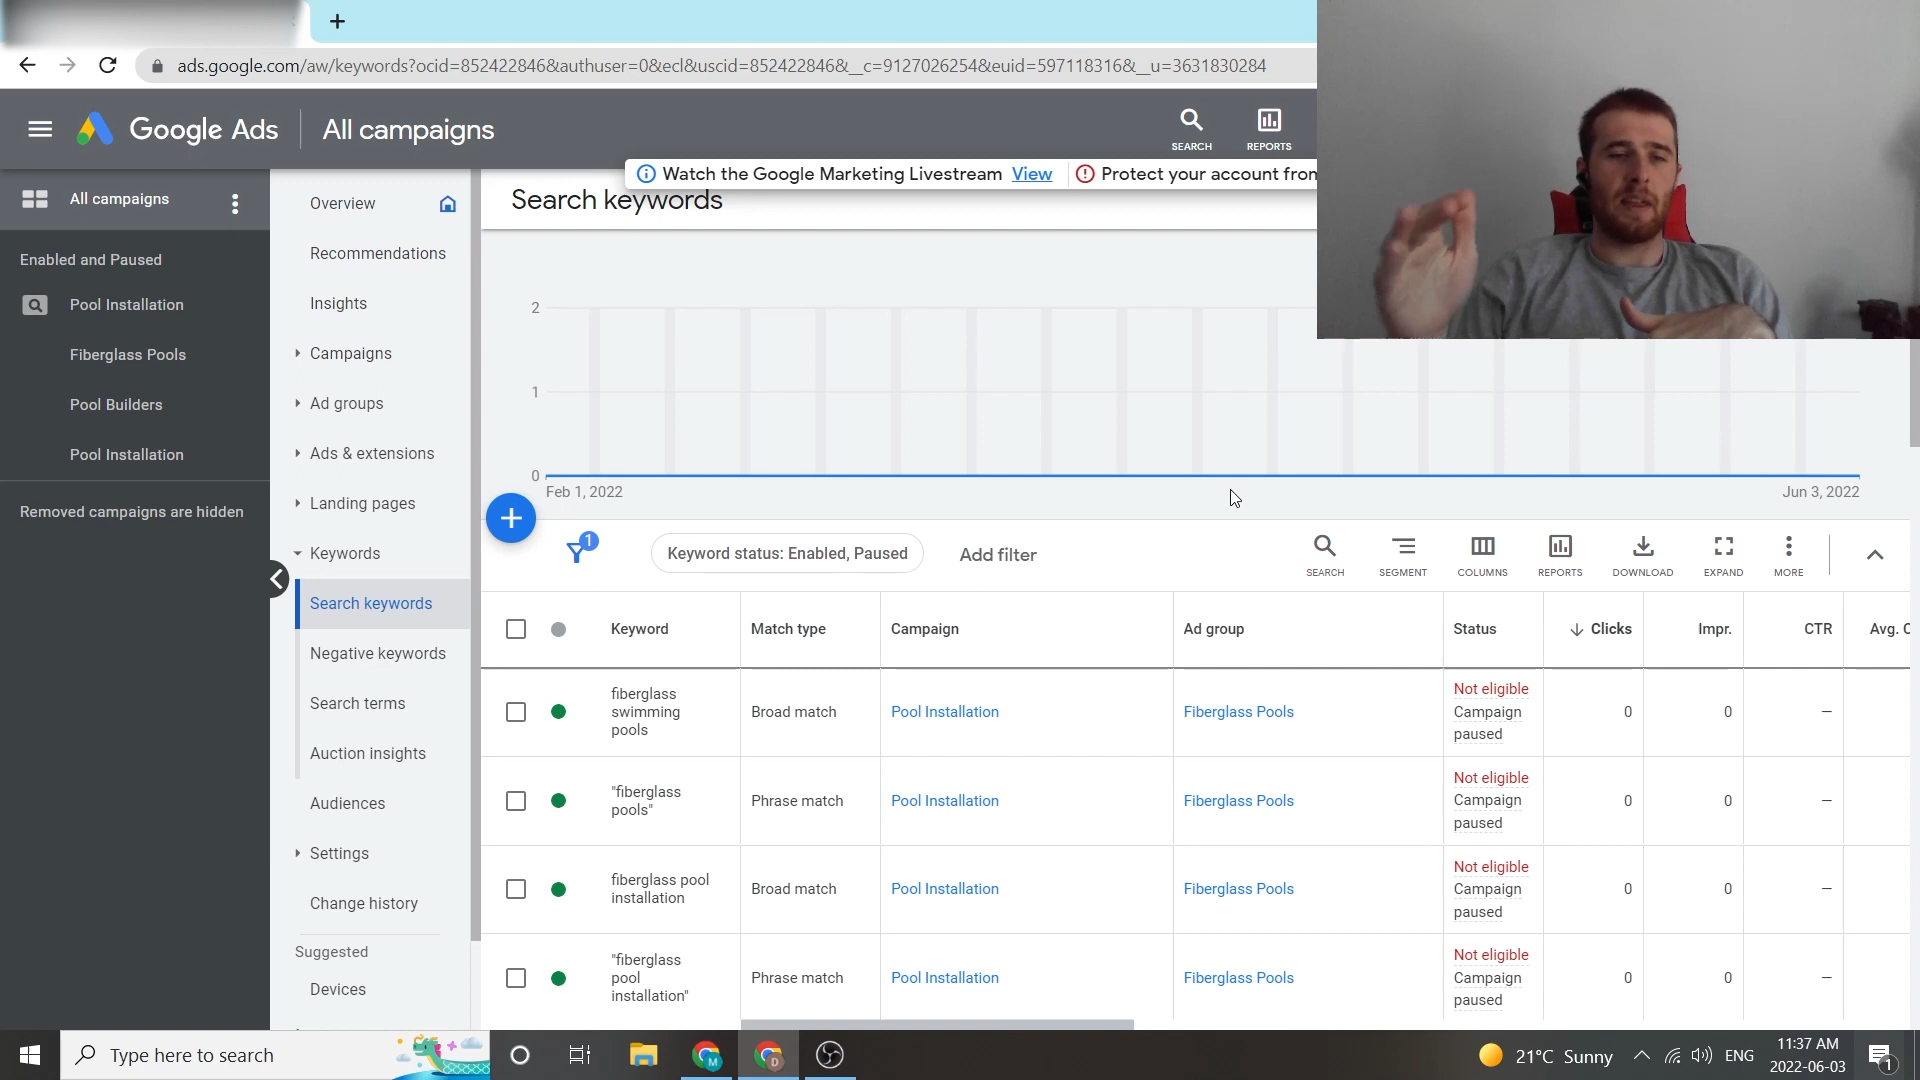 ads.google.com/aw/keywords?ocid=852422846&authuser=0&ecl&uscid=852422846&__c=9127026254&euid=597118316&__u=3631830284
Google Ads
All campaigns
SEARCH
REPORTS
Watch the Google Marketing Livestream View
Protect your account from
All campaigns
Enabled and Paused
Pool Installation
Fiberglass Pools
Pool Builders
Pool Installation
Removed campaigns are hidden
Overview
Recommendations
Insights
Campaigns
Ad groups
Ads & extensions
Landing pages
Keywords
Search keywords
Negative keywords
Search terms
Auction insights
Audiences
Settings
Change history
Suggested
Devices
Search keywords
2
1
0
Feb 1, 2022
Jun 3, 2022
1
Keyword status: Enabled, Paused
Add filter
SEARCH
SEGMENT
COLUMNS
REPORTS
DOWNLOAD
EXPAND
MORE
Keyword Match type Campaign Ad group Status Clicks Impr. CTR Avg. C
fiberglass
swimming
pools
Broad match
Pool Installation
Fiberglass Pools
Not eligible
Campaign
paused
0
0
–
"fiberglass
pools"
Phrase match
Pool Installation
Fiberglass Pools
Not eligible
Campaign
paused
0
0
–
fiberglass pool
installation
Broad match
Pool Installation
Fiberglass Pools
Not eligible
Campaign
paused
0
0
–
"fiberglass
pool
installation"
Phrase match
Pool Installation
Fiberglass Pools
Not eligible
Campaign
paused
0
0
–
Type here to search
M
D
21°C Sunny
ENG
11:37 AM
2022-06-03
1